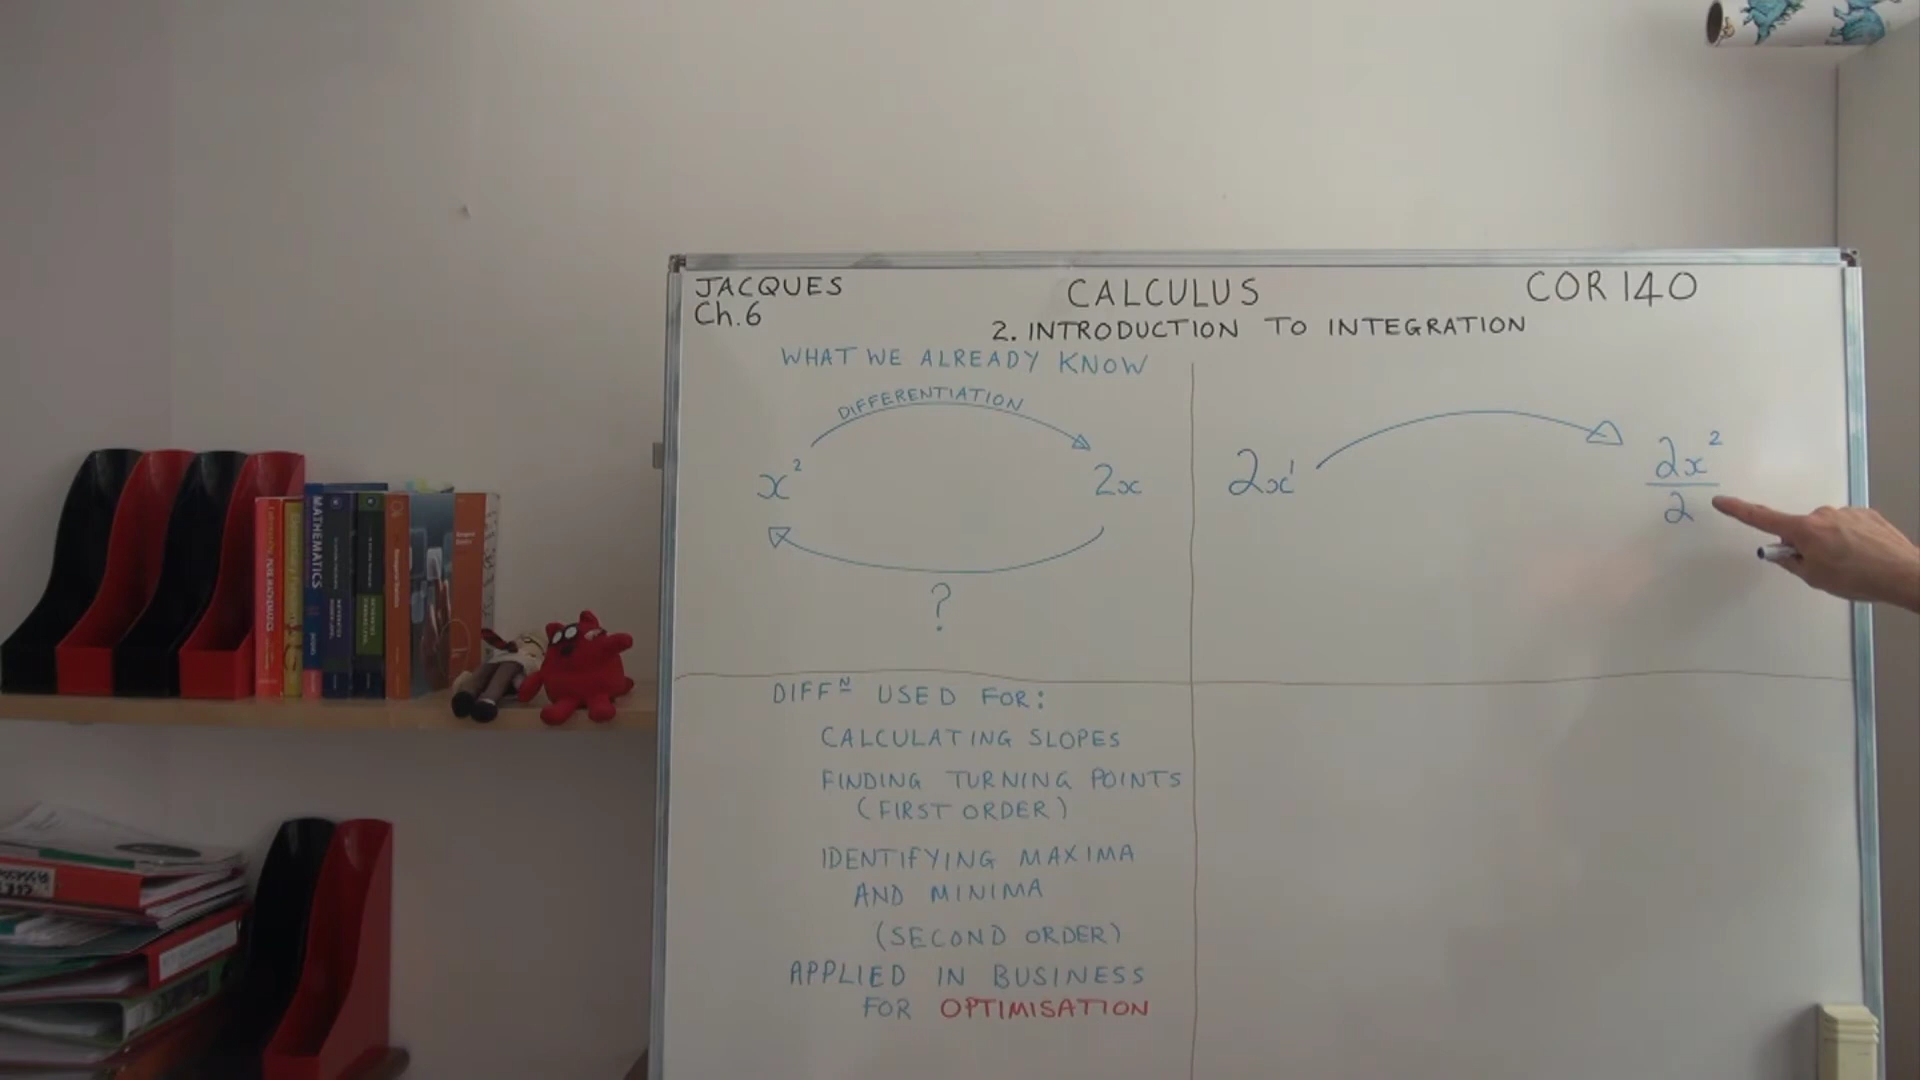 JACQUES
Ch.6
CALCULUS
COR 140
2. INTRODUCTION TO INTEGRATION
WHAT WE ALREADY KNOW
DIFFERENTIATION
x²
2x
?
2x¹
2x²
2
DIFFᴺ USED FOR:
CALCULATING SLOPES
FINDING TURNING POINTS
(FIRST ORDER)
IDENTIFYING MAXIMA
AND MINIMA
(SECOND ORDER)
APPLIED IN BUSINESS
FOR OPTIMISATION
MATHEMATICS